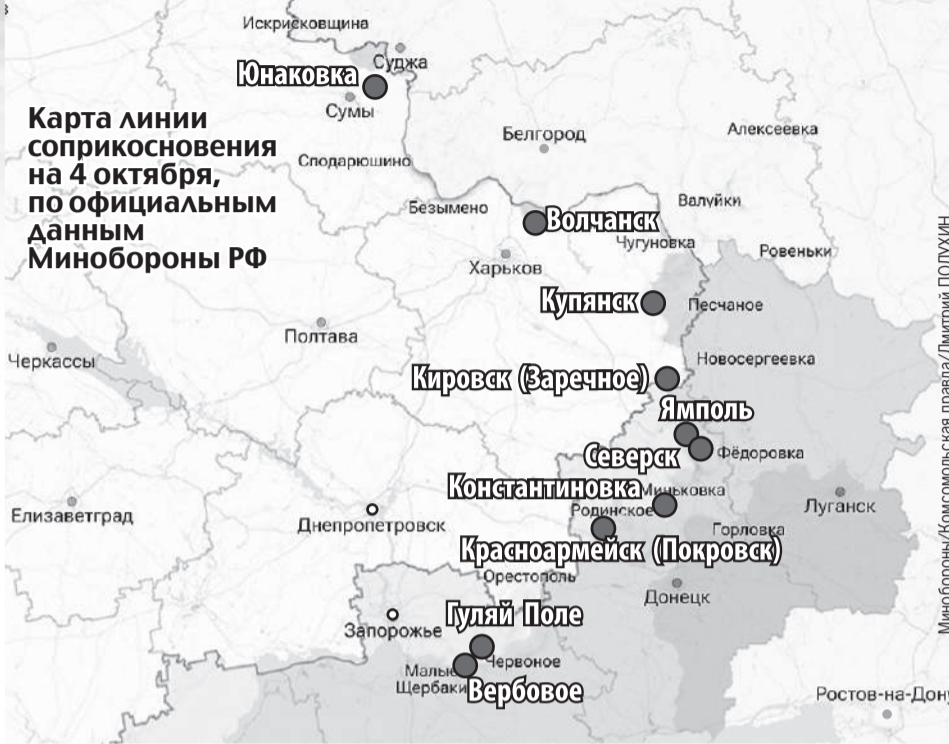 Искрисковщина
Суджа
Юнаковка
Сумы
Карта линии
соприкосновения
на 4 октября,
по официальным
данным
Минобороны РФ
Белгород
Алексеевка
Сподарюшино
Безымено
Валуйки
Волчанск
Чугуновка
Ровеньки
Харьков
Купянск
Песчаное
Полтава
Черкассы
Новосергеевка
Кировск (Заречное)
Ямполь
Северск
Фёдоровка
Константиновка
Миньковка
Родинское
Луганск
Елизаветград
Днепропетровск
Горловка
Красноармейск (Покровск)
Орестополь
Донецк
Гуляй Поле
Запорожье
Червоное
Малые
Щербаки
Вербовое
Ростов-на-Дону
Минобороны/Комсомольская правда/Дмитрий ПОЛУХИН